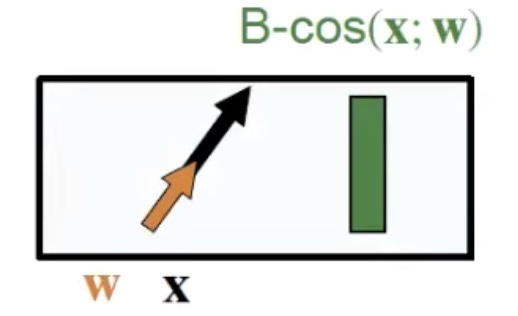 B-cos(x; w)
w x